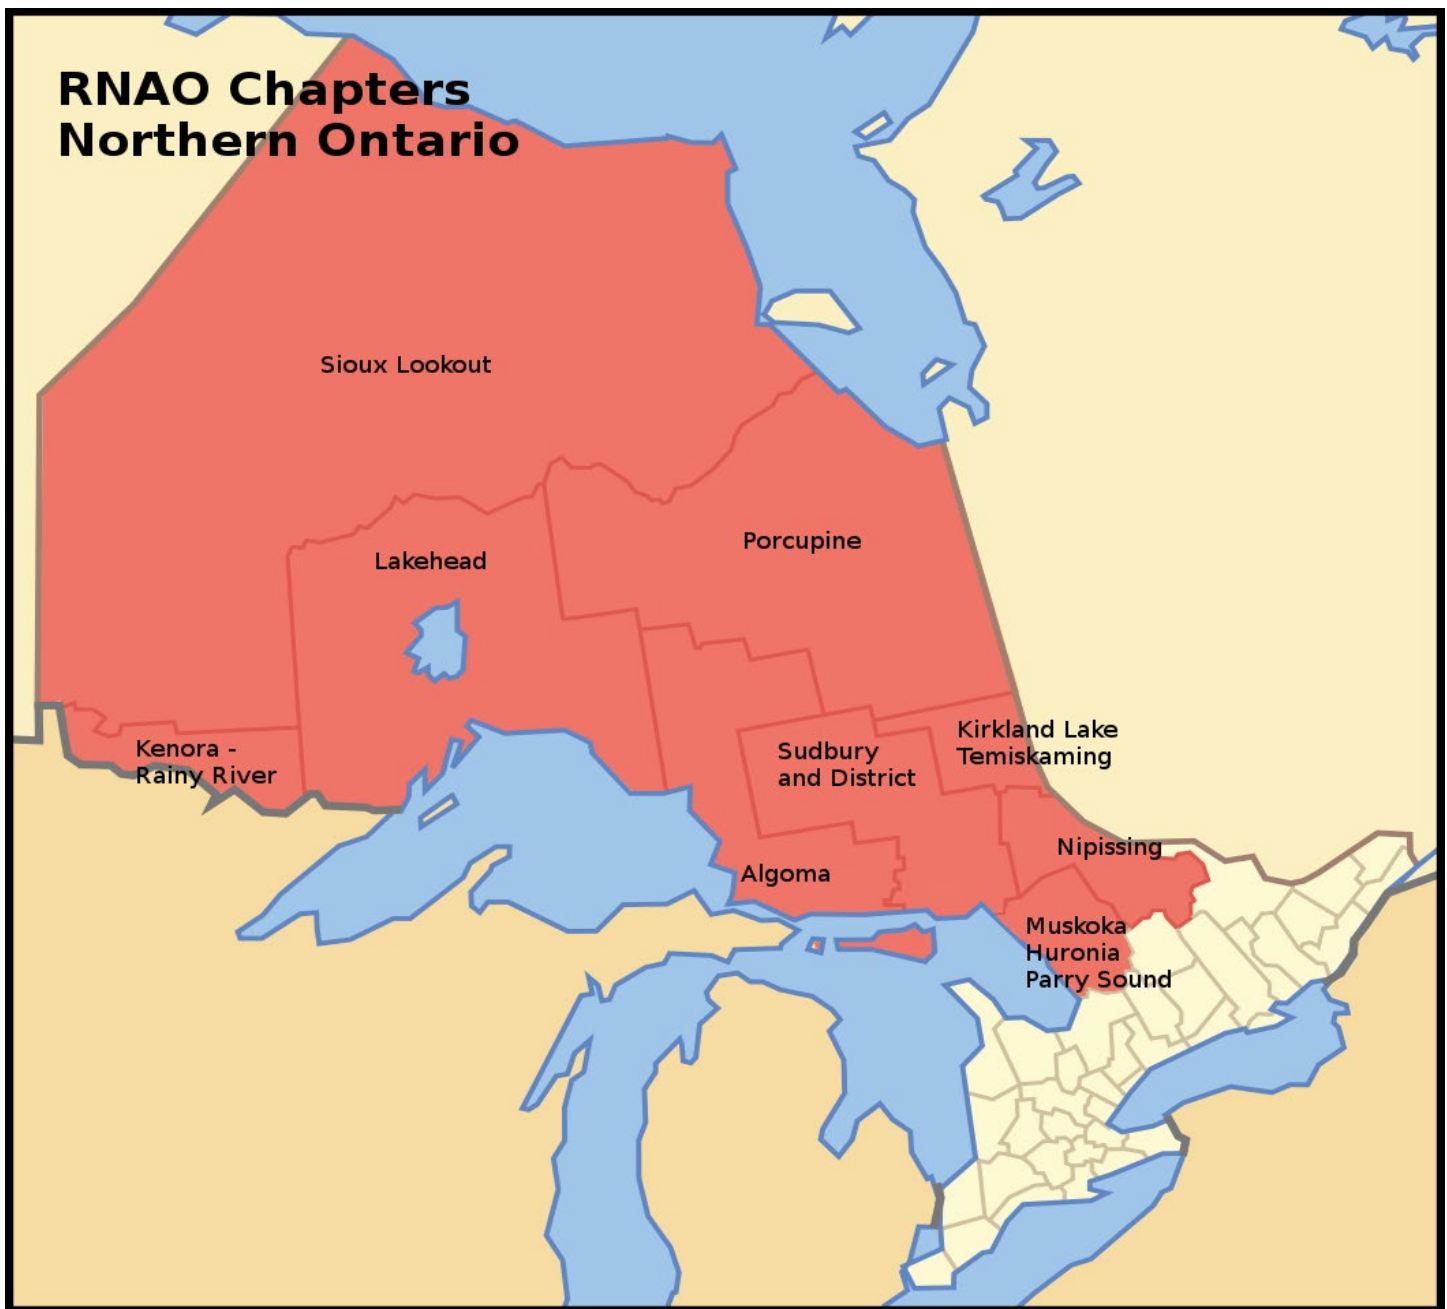 RNAO Chapters
Northern Ontario
Sioux Lookout
Porcupine
Lakehead
Kirkland Lake
Temiskaming
Kenora -
Rainy River
Sudbury
and District
Nipissing
Algoma
Muskoka
Huronia
Parry Sound